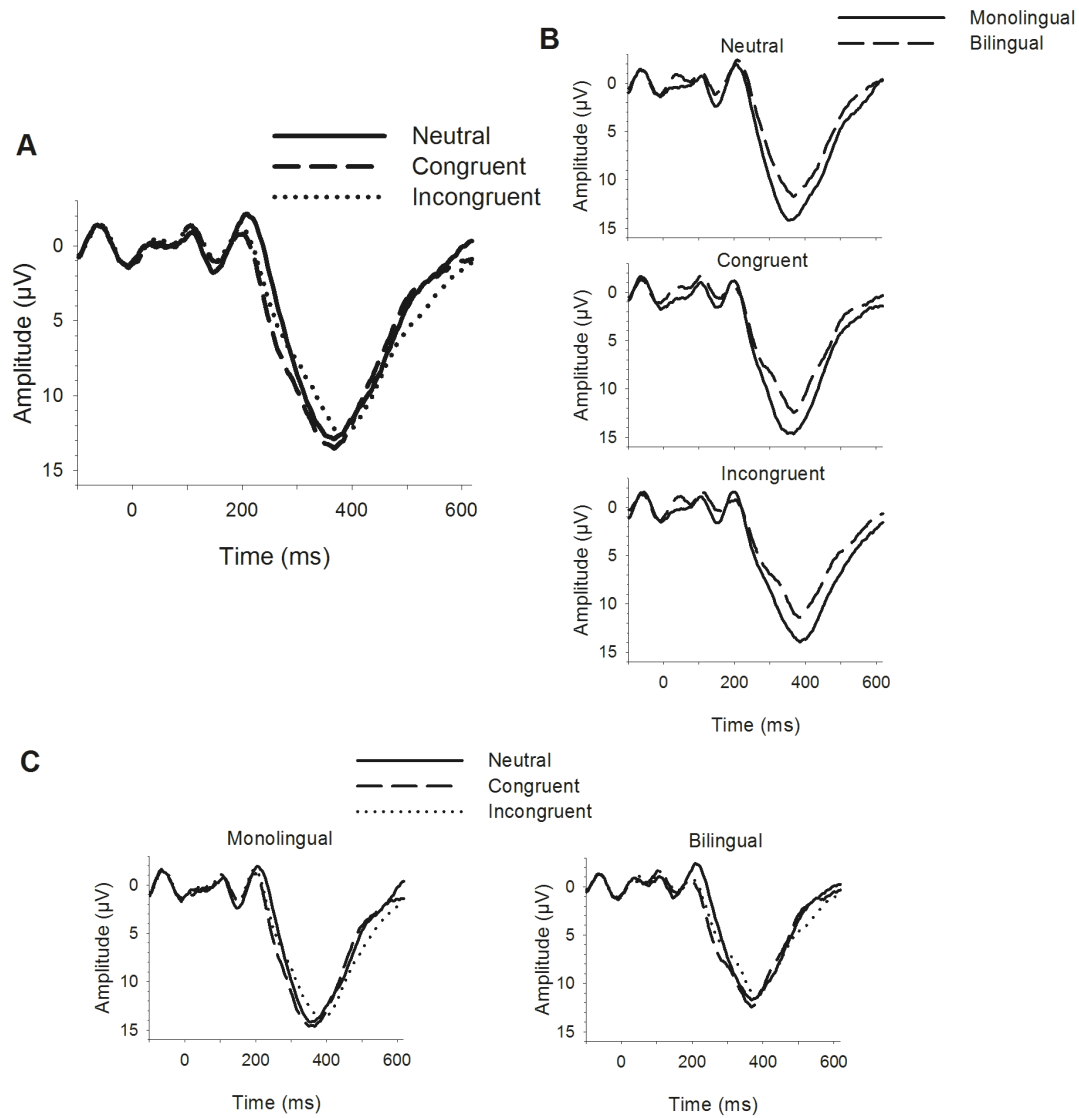 A
Neutral
Congruent
Incongruent
0
5
10
15
Amplitude (µV)
0 200 400 600
Time (ms)
B
Monolingual
Bilingual
Neutral
0
5
10
15
Amplitude (µV)
Congruent
0
5
10
15
Amplitude (µV)
Incongruent
0
5
10
15
Amplitude (µV)
0 200 400 600
Time (ms)
C
Neutral
Congruent
Incongruent
Monolingual
0
5
10
15
Amplitude (µV)
0 200 400 600
Time (ms)
Bilingual
0
5
10
15
Amplitude (µV)
0 200 400 600
Time (ms)